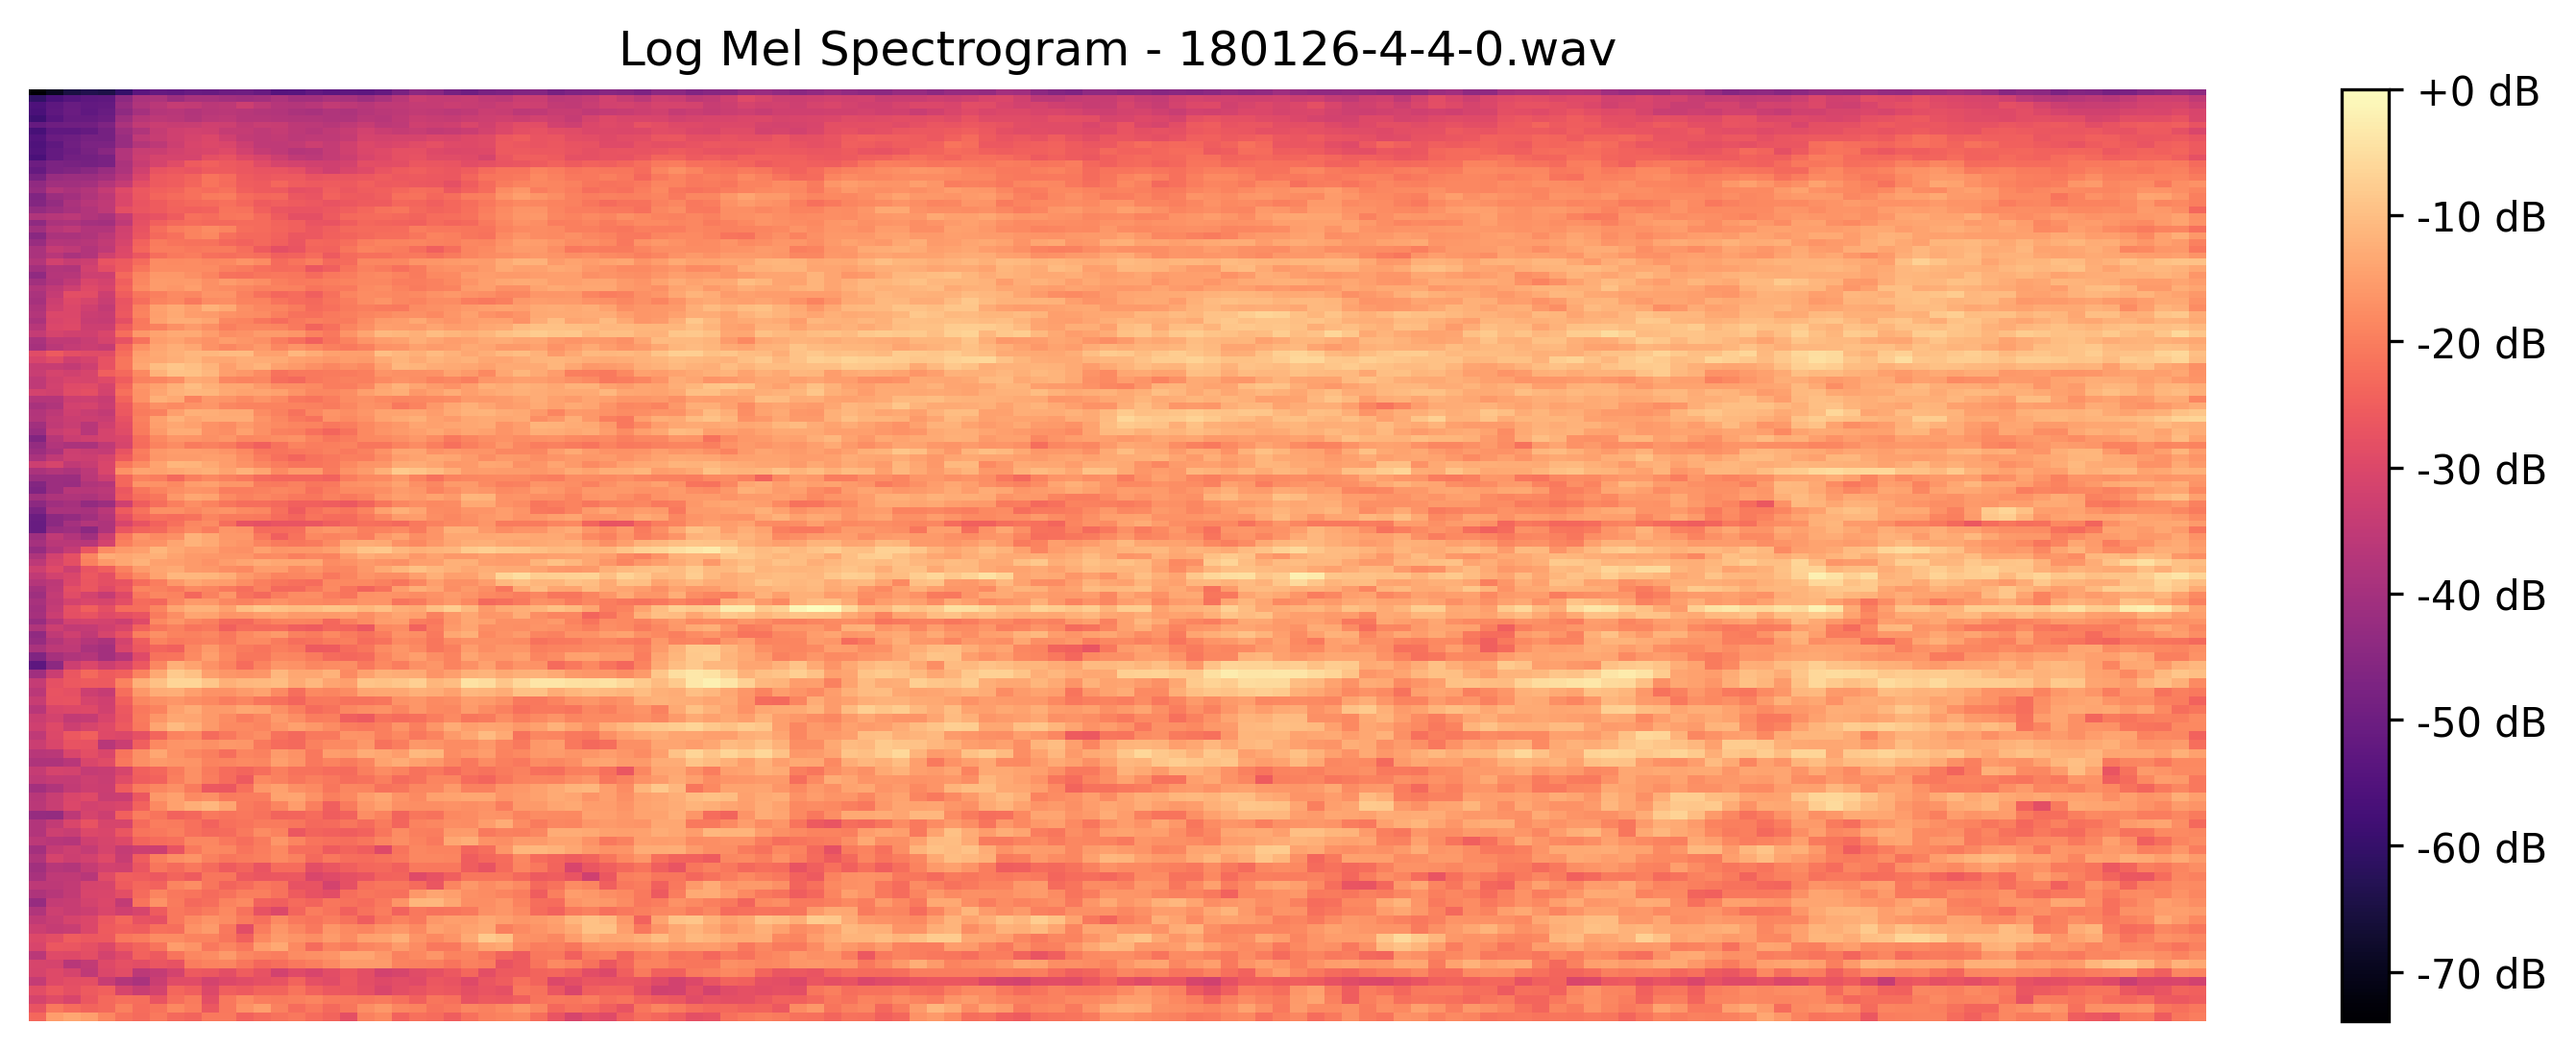 Log Mel Spectrogram - 180126-4-4-0.wav
+0 dB
-10 dB
-20 dB
-30 dB
-40 dB
-50 dB
-60 dB
-70 dB